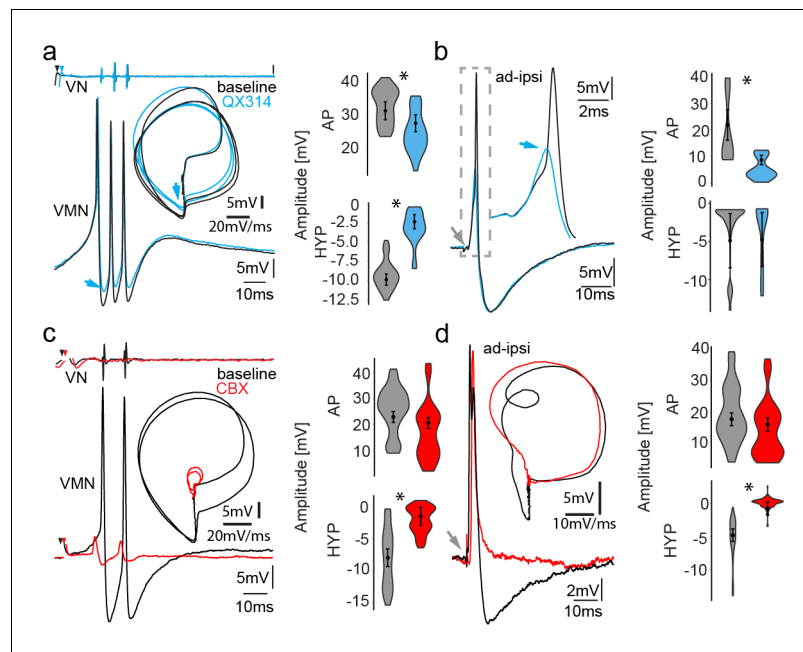 a
VN
baseline
QX314
VMN
5mV
20mV/ms
5mV
10ms
Amplitude [mV]
AP
40
30
20
*
HYP
0
-2.5
-5.0
-7.5
-10.0
-12.5
*
b
ad-ipsi
5mV
2ms
5mV
10ms
Amplitude [mV]
AP
40
30
20
10
0
*
HYP
0
-5
-10
c
VN
baseline
CBX
VMN
5mV
20mV/ms
5mV
10ms
Amplitude [mV]
AP
40
30
20
10
HYP
0
-5
-10
-15
*
d
ad-ipsi
5mV
10mV/ms
2mV
10ms
Amplitude [mV]
AP
40
30
20
10
HYP
0
-5
-10
-15
*